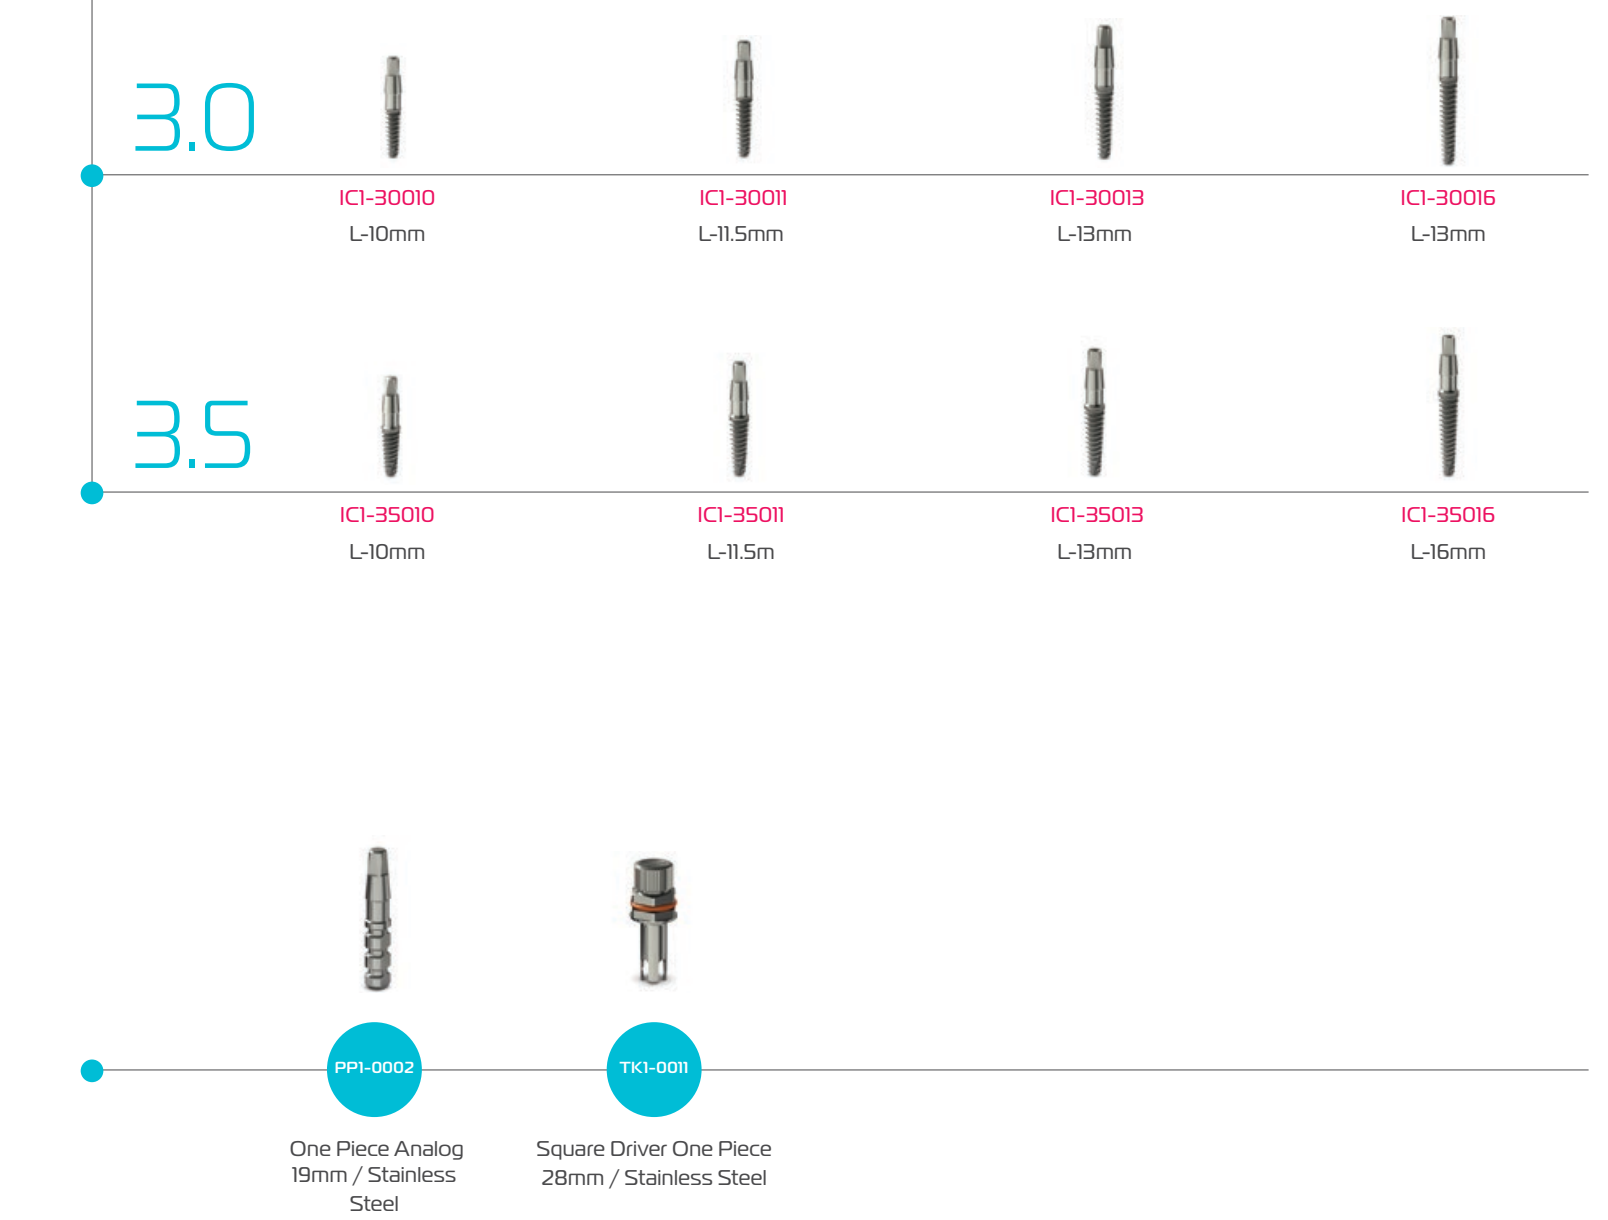 3.0
IC1-30010
IC1-30011
IC1-30013
IC1-30016
L-10mm
L-11.5mm
L-13mm
L-13mm
3.5
IC1-35010
IC1-35011
IC1-35013
IC1-35016
L-10mm
L-11.5m
L-13mm
L-16mm
PP1-0002
TK1-0011
One Piece Analog
19mm / Stainless
Steel
Square Driver One Piece
28mm / Stainless Steel